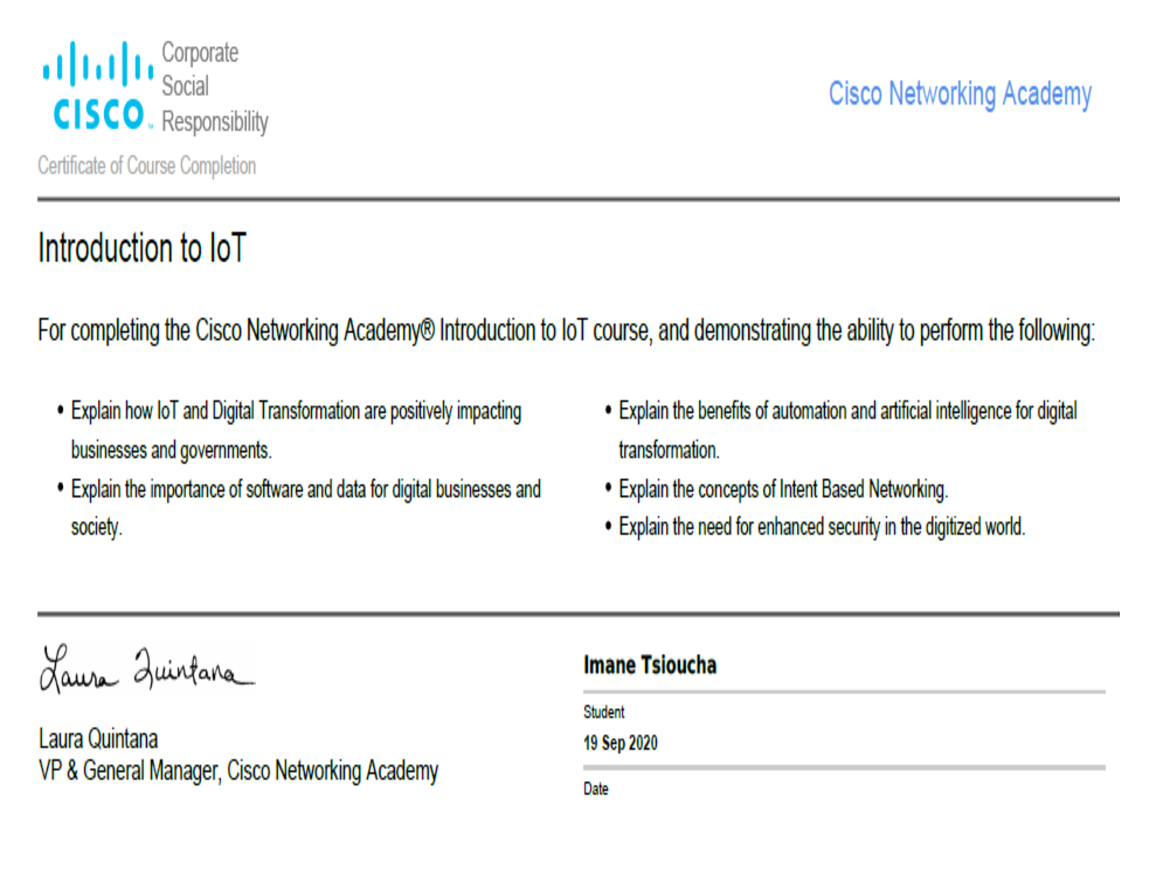 Corporate
Social
CISCO Responsibility
Cisco Networking Academy
Certificate of Course Completion
Introduction to IoT
For completing the Cisco Networking Academy® Introduction to IoT course, and demonstrating the ability to perform the following:
• Explain how IoT and Digital Transformation are positively impacting
businesses and governments.
• Explain the importance of software and data for digital businesses and
society.
• Explain the benefits of automation and artificial intelligence for digital
transformation.
• Explain the concepts of Intent Based Networking.
• Explain the need for enhanced security in the digitized world.
Laura Quintana
Laura Quintana
VP & General Manager, Cisco Networking Academy
Imane Tsioucha
Student
19 Sep 2020
Date